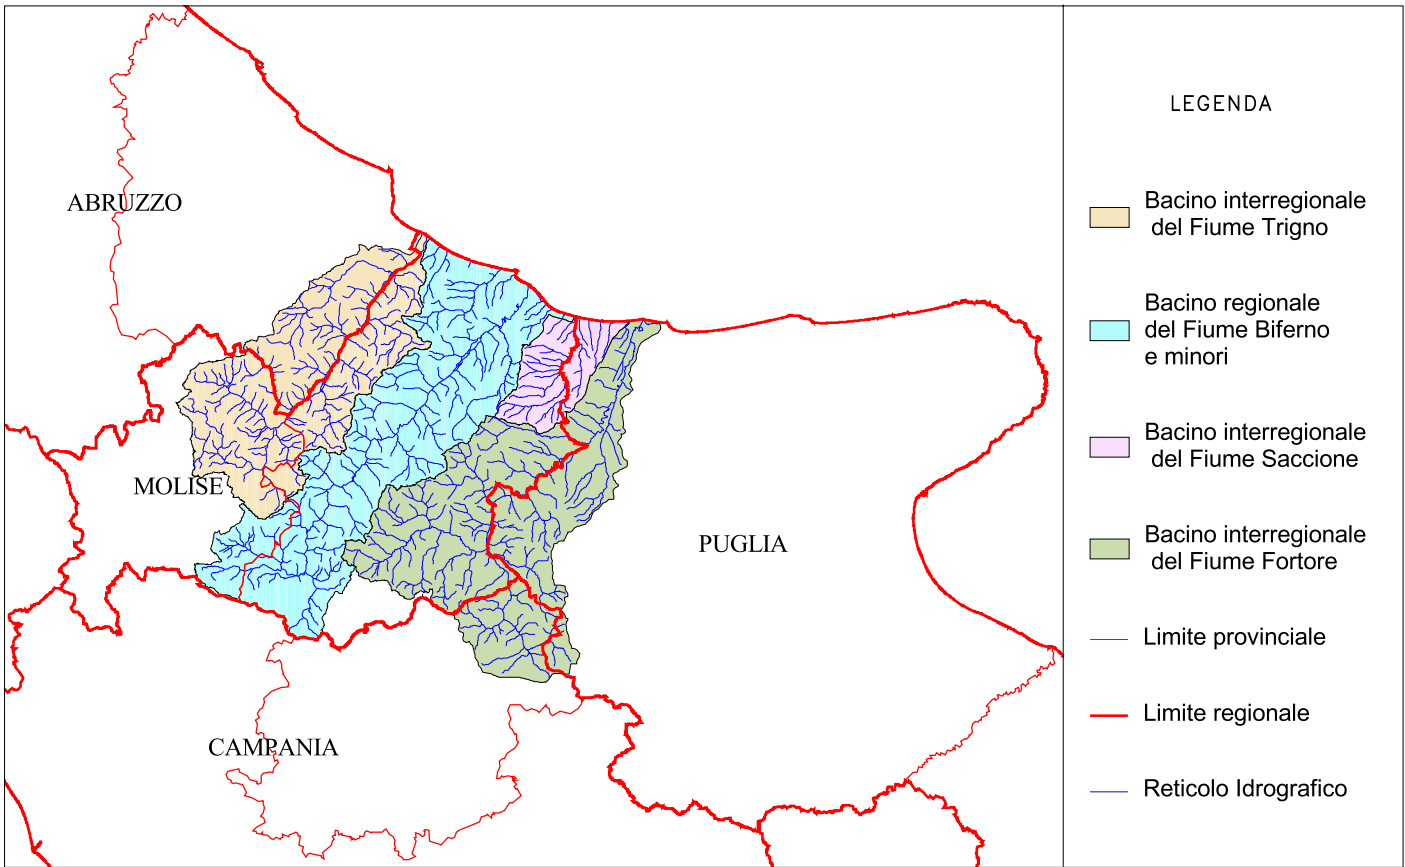 ABRUZZO
MOLISE
PUGLIA
CAMPANIA
LEGENDA
Bacino interregionale
del Fiume Trigno
Bacino regionale
del Fiume Biferno
e minori
Bacino interregionale
del Fiume Saccione
Bacino interregionale
del Fiume Fortore
Limite provinciale
Limite regionale
Reticolo Idrografico